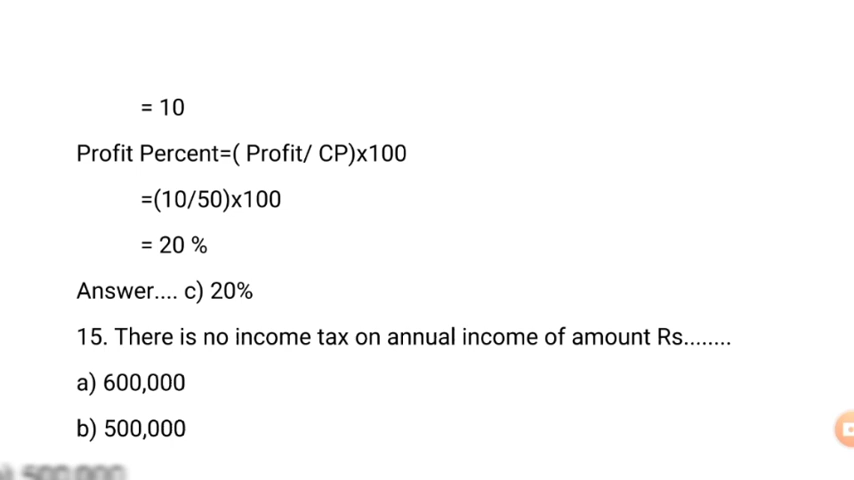 = 10
Profit Percent=( Profit/ CP)x100
=(10/50)x100
= 20 %
Answer.... c) 20%
15. There is no income tax on annual income of amount Rs........
a) 600,000
b) 500,000